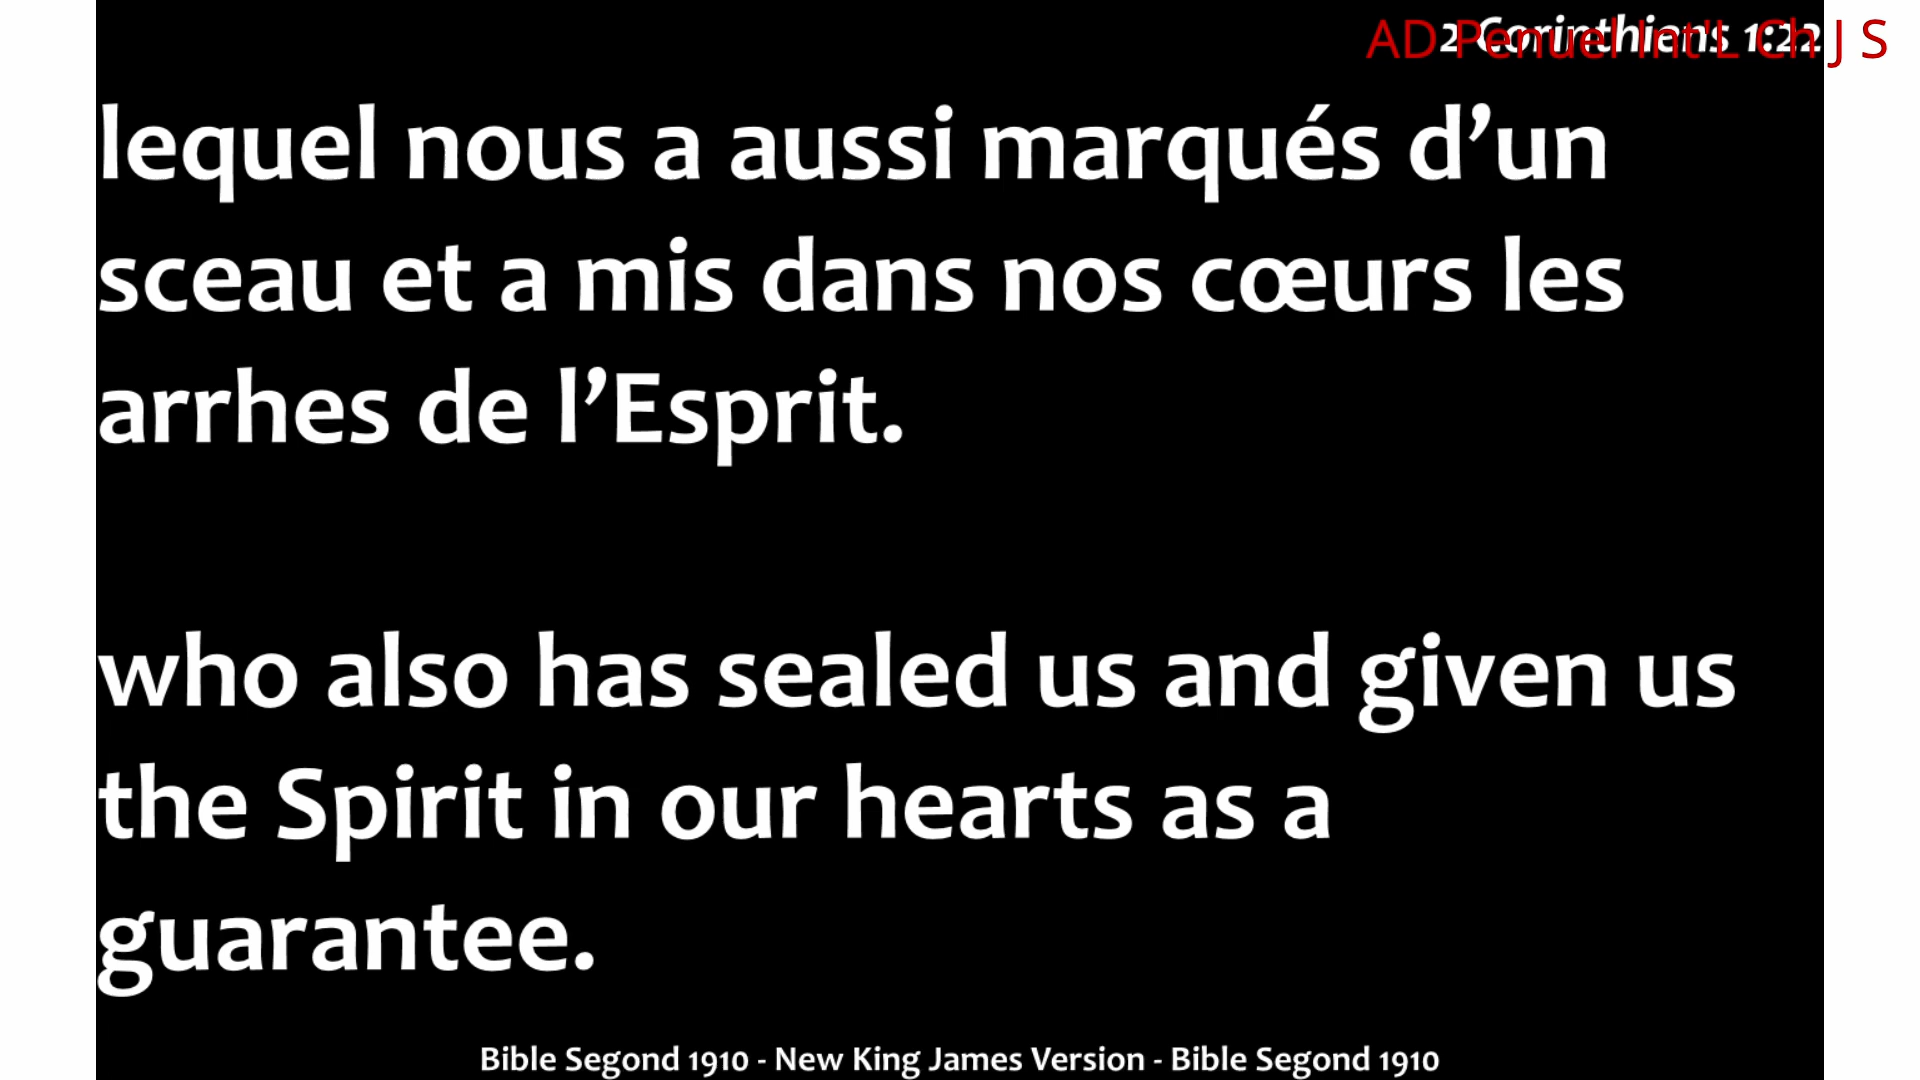 2 Corinthiens 1:22
AD Penuel Int'L Ch J S
lequel nous a aussi marqués d’un
sceau et a mis dans nos cœurs les
arrhes de l’Esprit.
who also has sealed us and given us
the Spirit in our hearts as a
guarantee.
Bible Segond 1910 - New King James Version - Bible Segond 1910